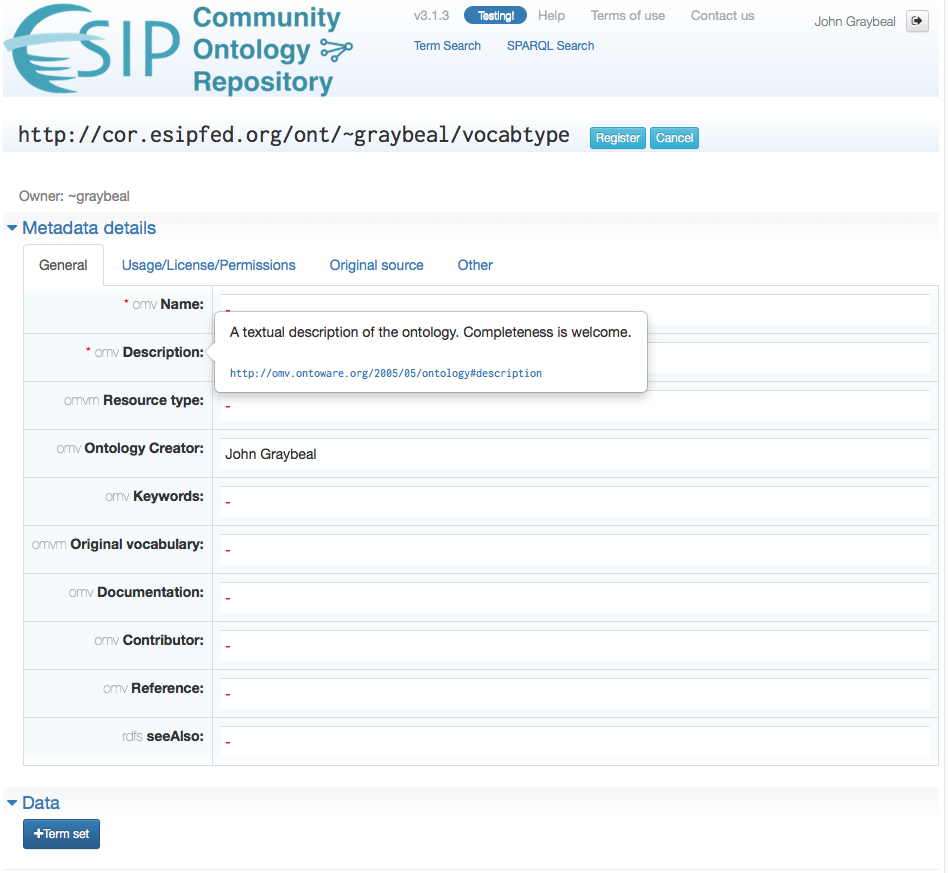 ESIP Community Ontology Repository
v3.1.3 Testing! Help Terms of use Contact us
John Graybeal
Term Search SPARQL Search
http://cor.esipfed.org/ont/~graybeal/vocabtype Register Cancel
Owner: ~graybeal
Metadata details
General Usage/License/Permissions Original source Other
* omv Name: -
A textual description of the ontology. Completeness is welcome.
* omv Description:
http://omv.ontoware.org/2005/05/ontology#description
omvm Resource type: -
omv Ontology Creator: John Graybeal
omv Keywords: -
omvm Original vocabulary: -
omv Documentation: -
omv Contributor: -
omv Reference: -
rdfs seeAlso: -
Data
+Term set